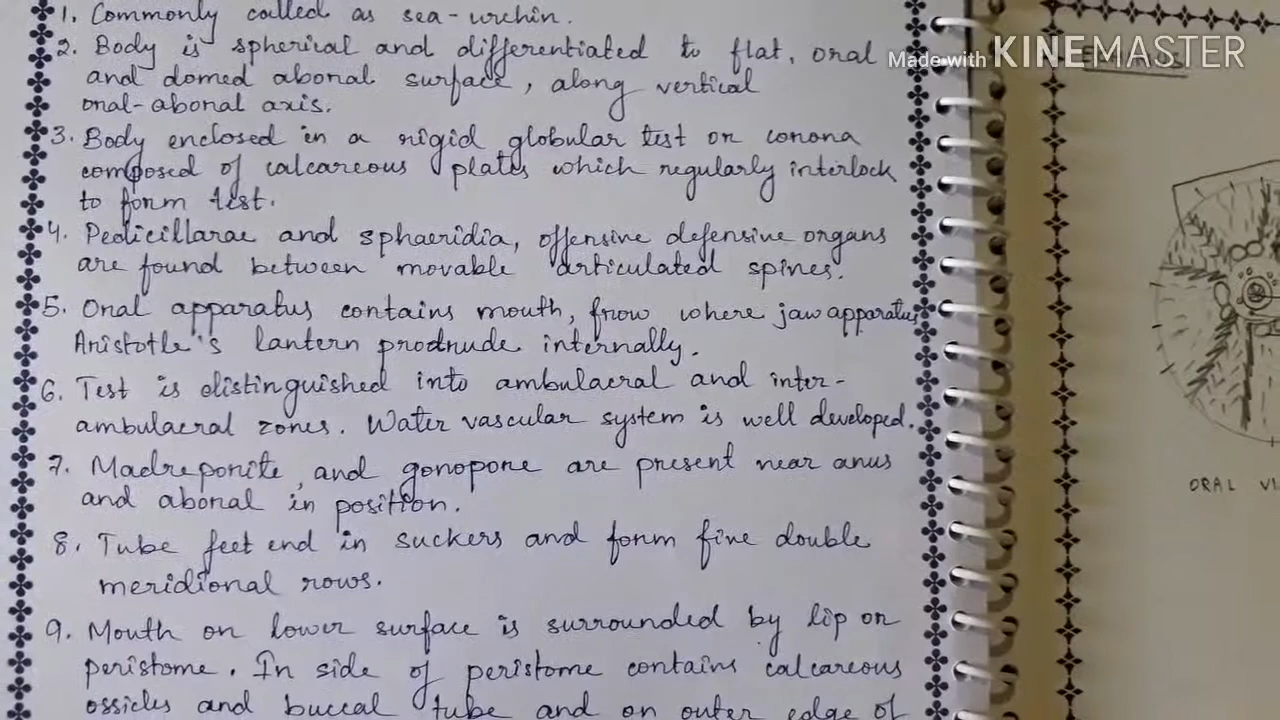 1. Commonly called as sea-urchin.
2. Body is spherical and differentiated to flat, oral
and domed aboral surface, along vertical
oral-aboral axis.
3. Body enclosed in a rigid globular test or corona
composed of calcareous plates which regularly interlock
to form test.
4. Pedicillarae and sphaeridia, offensive defensive organs
are found between movable articulated spines.
5. Oral apparatus contains mouth, from where jaw apparatus
Aristotle's lantern protrude internally.
6. Test is distinguished into ambulacral and inter-
ambulacral zones. Water vascular system is well developed.
7. Madreporite, and gonopore are present near anus
and aboral in position.
8. Tube feet end in suckers and form five double
meridional rows.
9. Mouth on lower surface is surrounded by lip or
peristome. In side of peristome contains calcareous
ossicles and buccal tube and on outer edge of
Made with KINEMASTER
ORAL VI